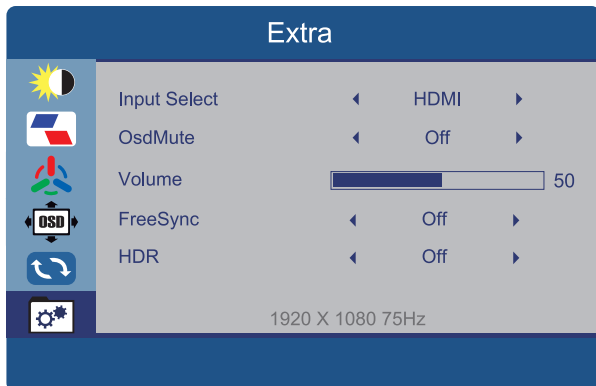 Extra
Input Select HDMI
OsdMute Off
Volume 50
OSD
FreeSync Off
HDR Off
1920 X 1080 75Hz